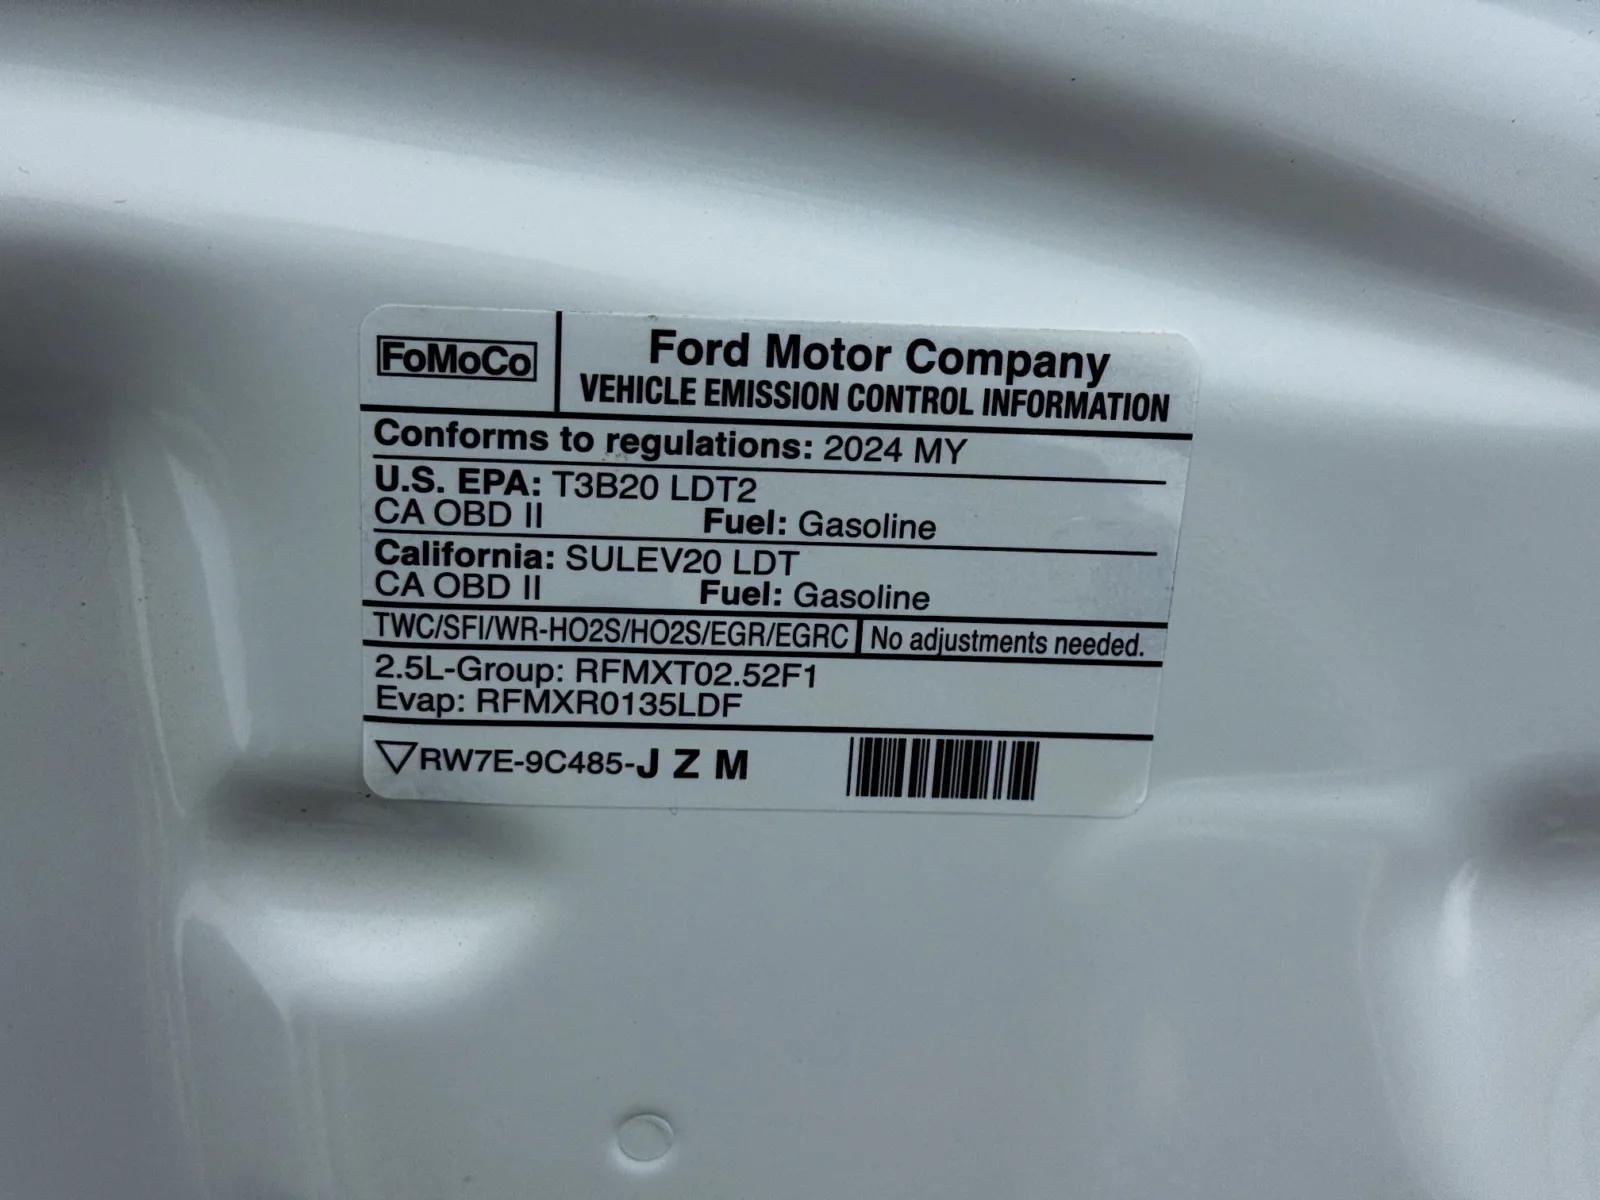 FoMoCo
Ford Motor Company
VEHICLE EMISSION CONTROL INFORMATION
Conforms to regulations: 2024 MY
U.S. EPA: T3B20 LDT2
CA OBD II Fuel: Gasoline
California: SULEV20 LDT
CA OBD II Fuel: Gasoline
TWC/SFI/WR-HO2S/HO2S/EGR/EGRC No adjustments needed.
2.5L-Group: RFMXT02.52F1
Evap: RFMXR0135LDF
RW7E-9C485-J Z M